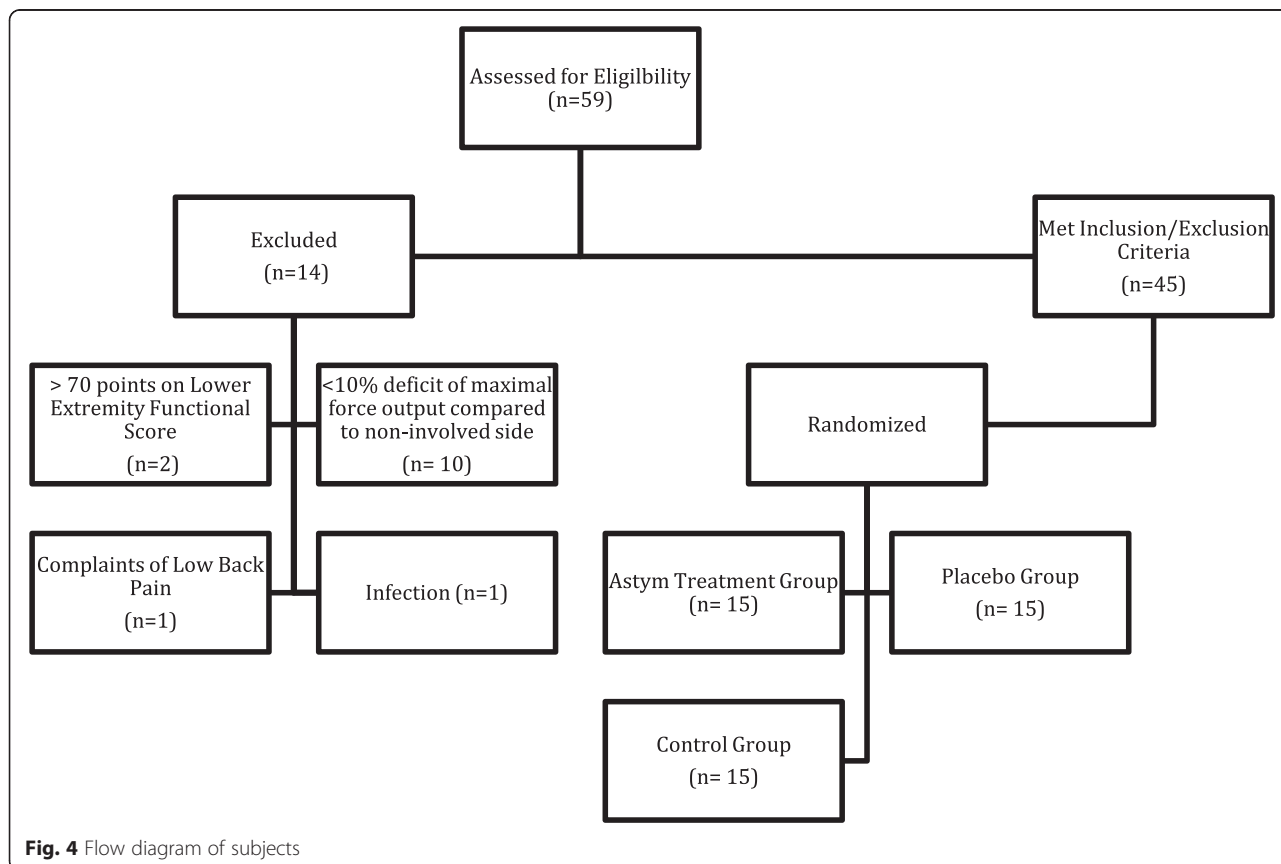 Assessed for Eligilbility
(n=59)
Excluded
(n=14)
Met Inclusion/Exclusion
Criteria
(n=45)
> 70 points on Lower
Extremity Functional
Score
(n=2)
<10% deficit of maximal
force output compared
to non-involved side
(n= 10)
Randomized
Complaints of Low Back
Pain
(n=1)
Infection (n=1)
Astym Treatment Group
(n= 15)
Placebo Group
(n= 15)
Control Group
(n= 15)
Fig. 4 Flow diagram of subjects